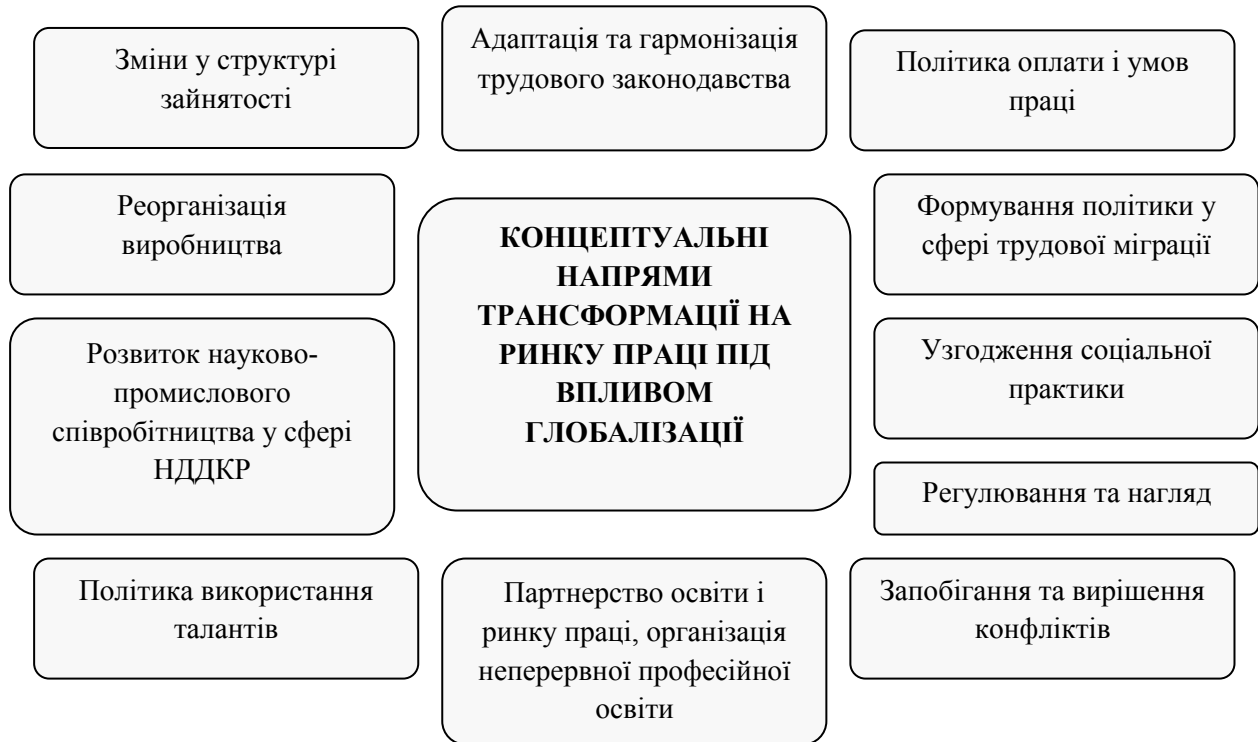 Зміни у структурі
зайнятості
Адаптація та гармонізація
трудового законодавства
Політика оплати і умов
праці
Реорганізація
виробництва
КОНЦЕПТУАЛЬНІ
НАПРЯМИ
ТРАНСФОРМАЦІЇ НА
РИНКУ ПРАЦІ ПІД
ВПЛИВОМ
ГЛОБАЛІЗАЦІЇ
Формування політики у
сфері трудової міграції
Розвиток науково-
промислового
співробітництва у сфері
НДДКР
Узгодження соціальної
практики
Регулювання та нагляд
Політика використання
талантів
Партнерство освіти і
ринку праці, організація
неперервної професійної
освіти
Запобігання та вирішення
конфліктів